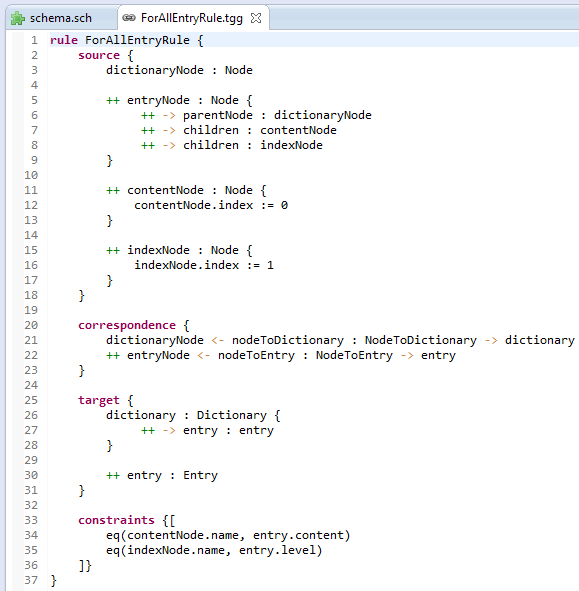 schema.sch ForAllEntryRule.tgg
1 rule ForAllEntryRule {
2 source {
3 dictionaryNode : Node
4
5 ++ entryNode : Node {
6 ++ -> parentNode : dictionaryNode
7 ++ -> children : contentNode
8 ++ -> children : indexNode
9 }
10
11 ++ contentNode : Node {
12 contentNode.index := 0
13 }
14
15 ++ indexNode : Node {
16 indexNode.index := 1
17 }
18 }
19
20 correspondence {
21 dictionaryNode <- nodeToDictionary : NodeToDictionary -> dictionary
22 ++ entryNode <- nodeToEntry : NodeToEntry -> entry
23 }
24
25 target {
26 dictionary : Dictionary {
27 ++ -> entry : entry
28 }
29
30 ++ entry : Entry
31 }
32
33 constraints {[
34 eq(contentNode.name, entry.content)
35 eq(indexNode.name, entry.level)
36 ]}
37 }